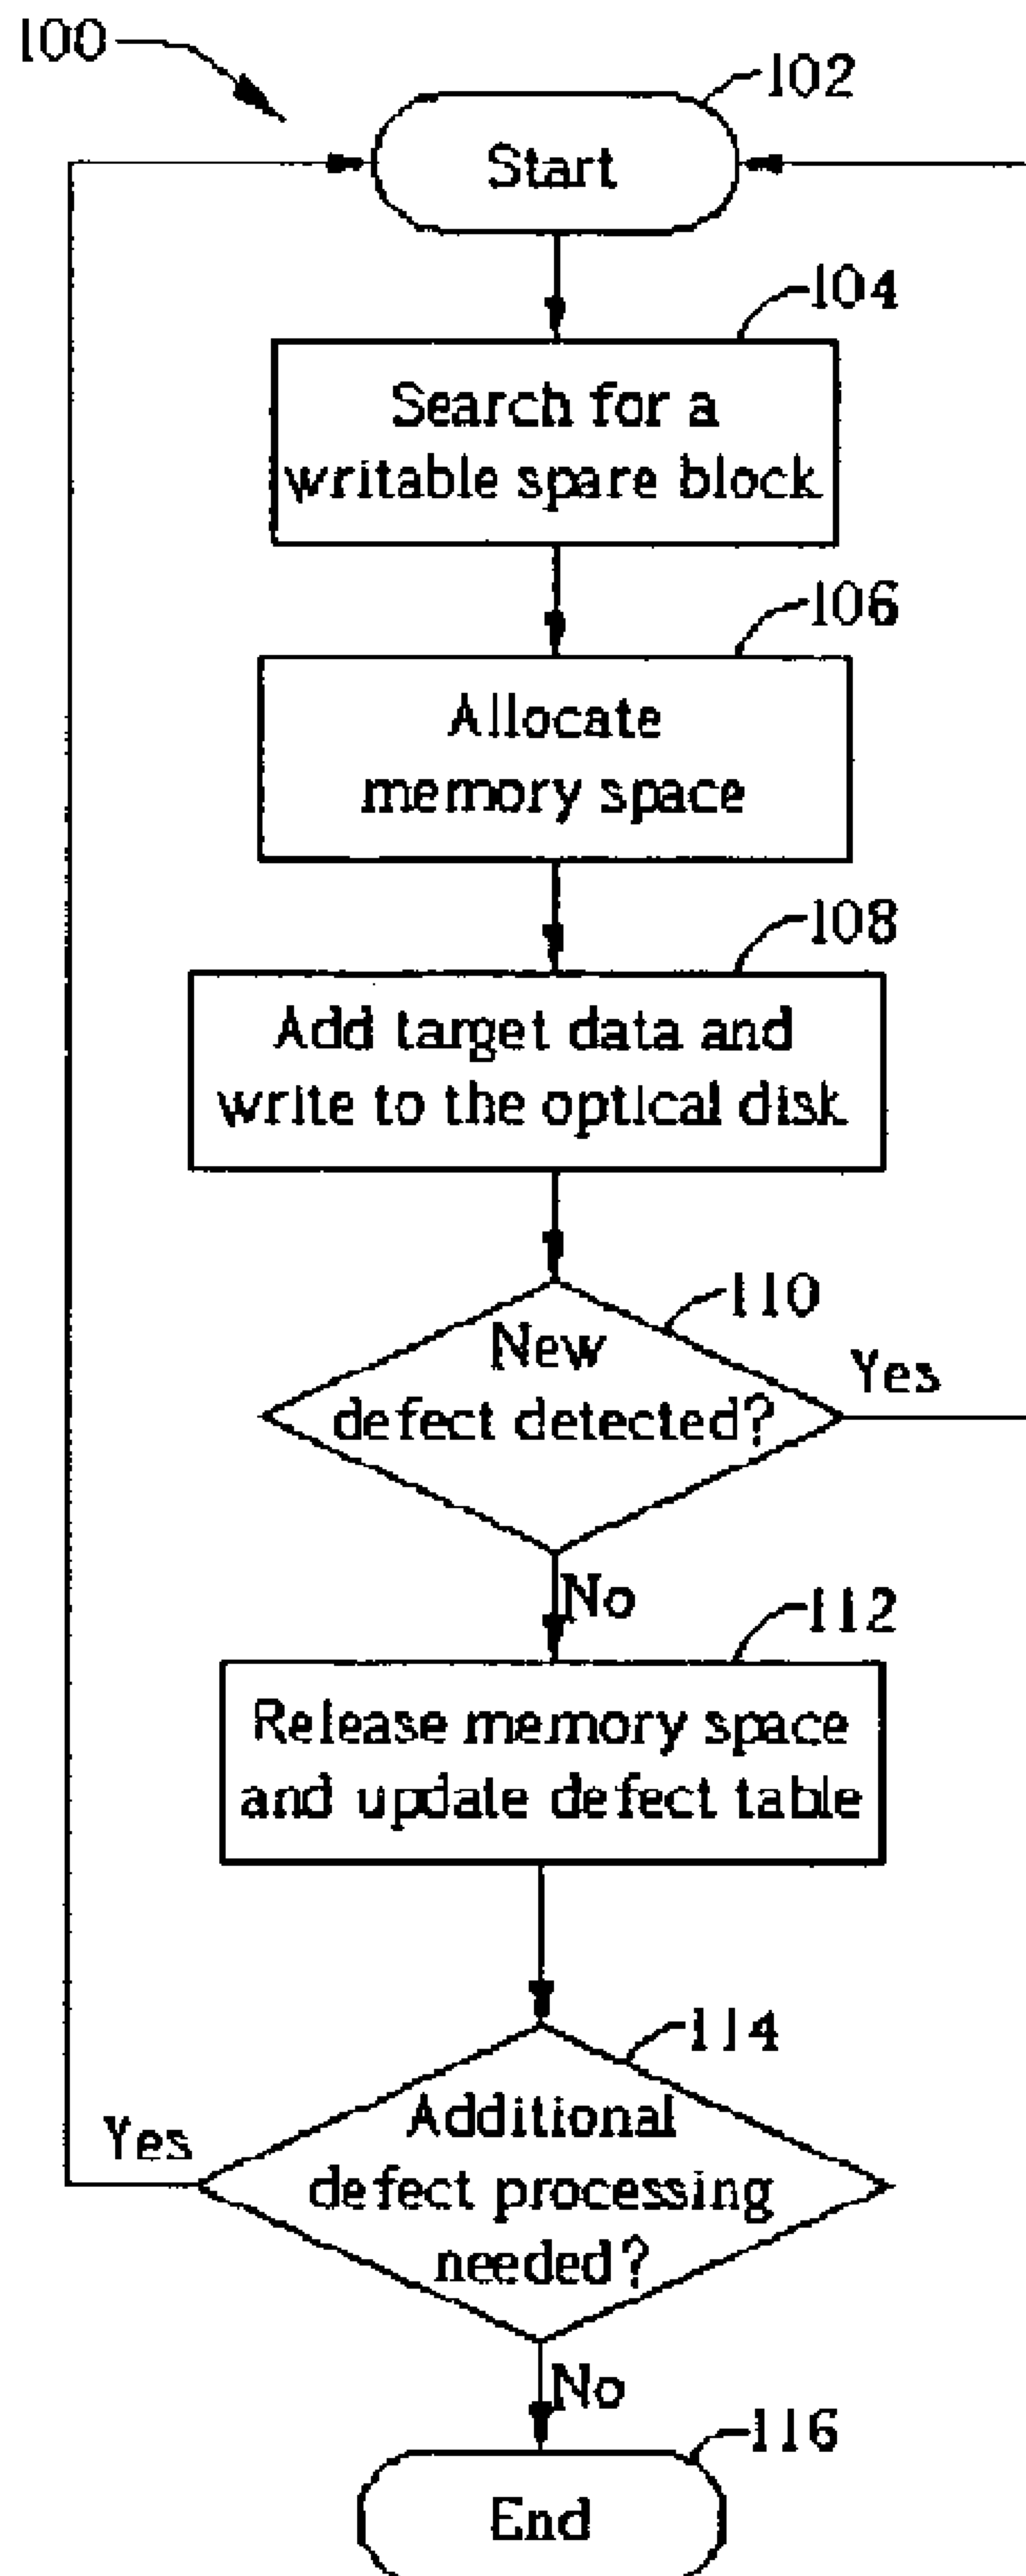 100
102
Start
104
Search for a
writable spare block
106
Allocate
memory space
108
Add target data and
write to the optical disk
110
New
defect detected?
Yes
No
112
Release memory space
and update defect table
114
Additional
defect processing
needed?
Yes
No
116
End